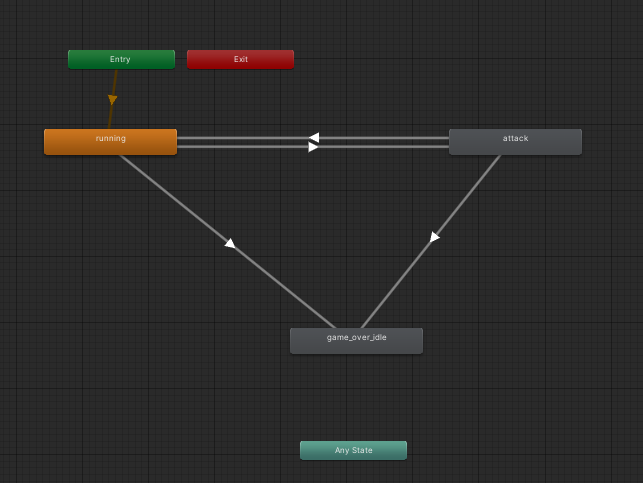 Entry
Exit
running
attack
game_over_idle
Any State